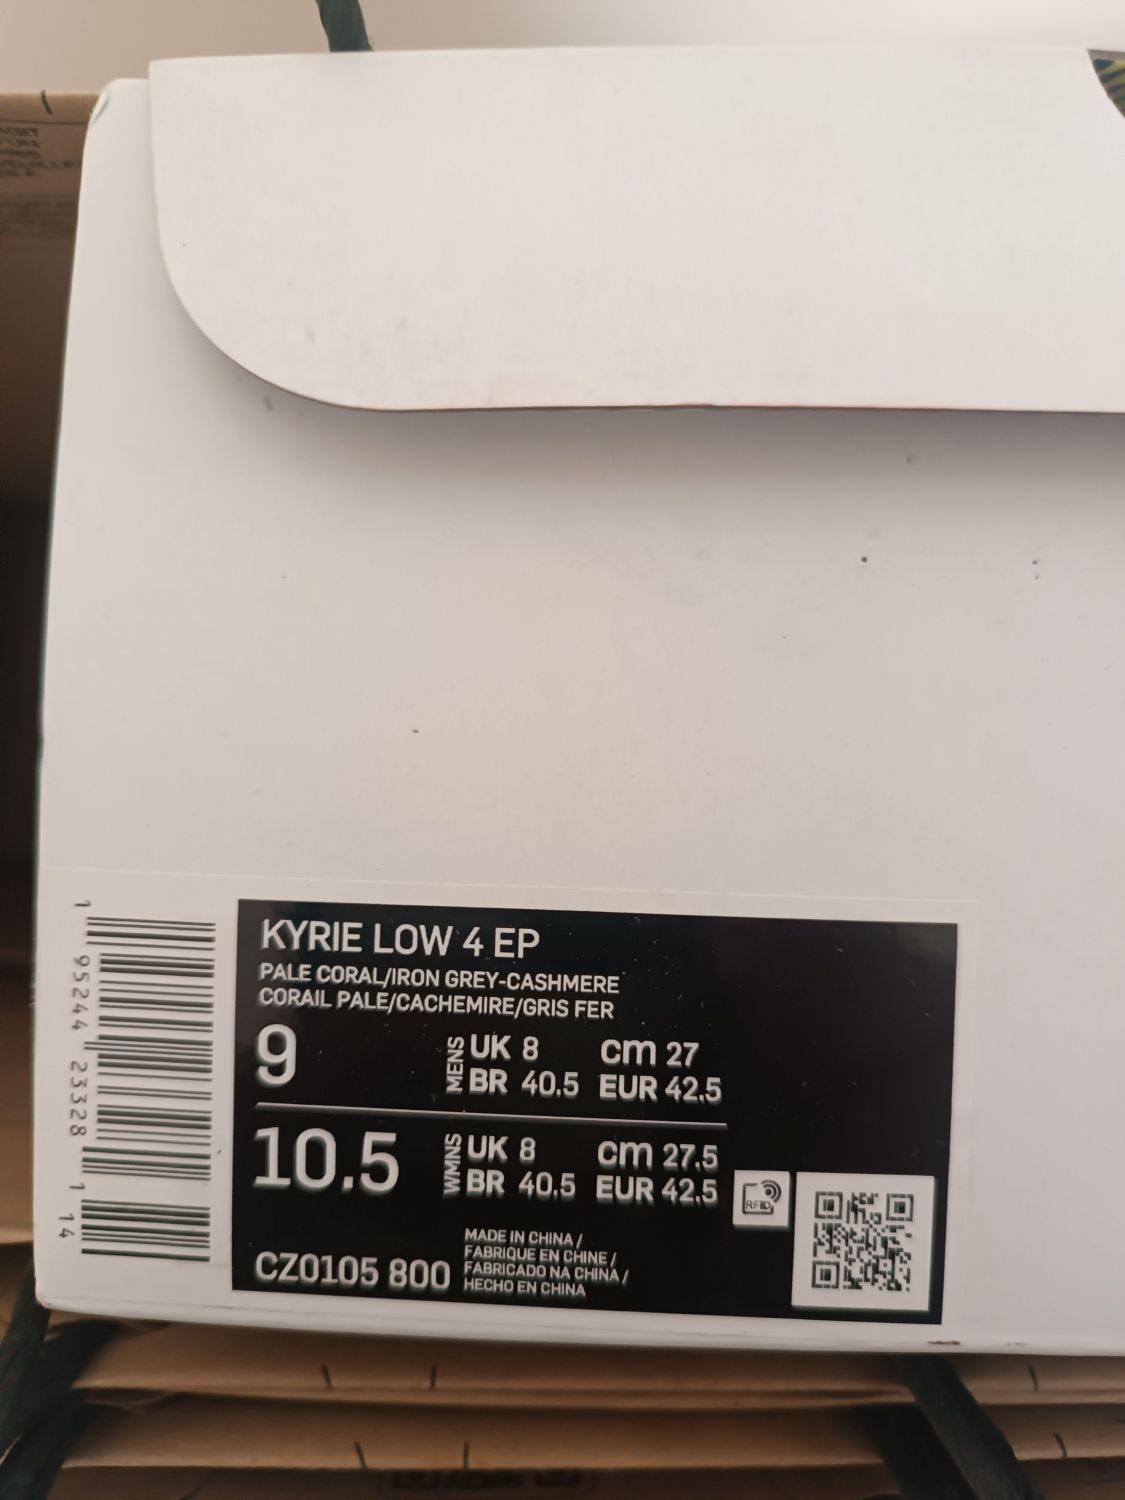 KYRIE LOW 4 EP
PALE CORAL/IRON GREY-CASHMERE
CORAIL PALE/CACHEMIRE/GRIS FER
9
MENS
UK 8 cm 27
BR 40.5 EUR 42.5
10.5
WMNS
UK 8 cm 27.5
BR 40.5 EUR 42.5
RFID
CZ0105 800
MADE IN CHINA /
FABRIQUE EN CHINE /
FABRICADO NA CHINA /
HECHO EN CHINA
1 95244 23328 1 14